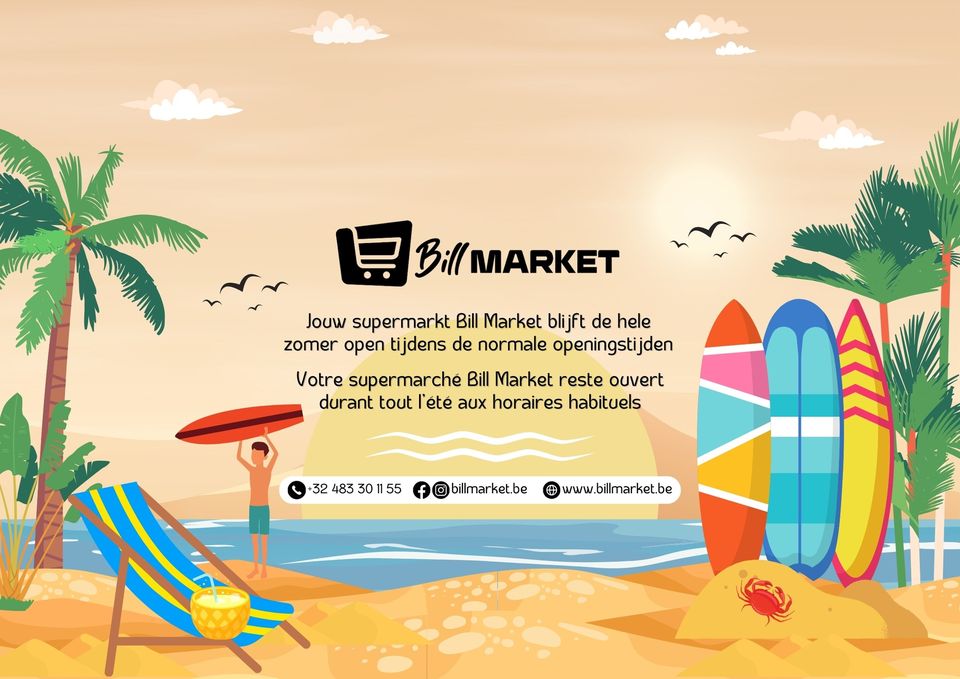 Bill MARKET
Jouw supermarkt Bill Market blijft de hele
zomer open tijdens de normale openingstijden
Votre supermarché Bill Market reste ouvert
durant tout l'été aux horaires habituels
+32 483 30 11 55 billmarket.be www.billmarket.be